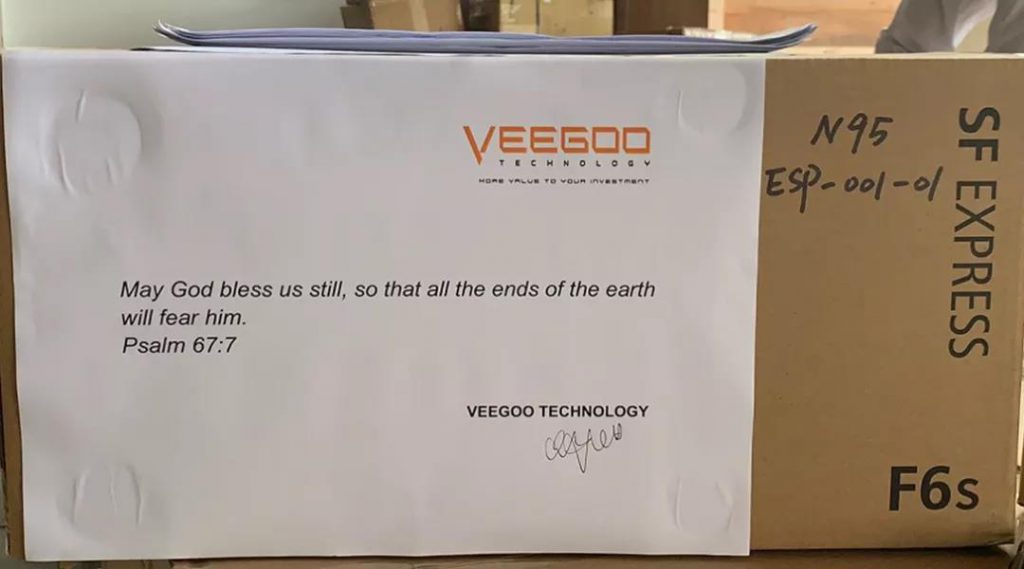 VEEGOO
TECHNOLOGY
MORE VALUE TO YOUR INVESTMENT
May God bless us still, so that all the ends of the earth
will fear him.
Psalm 67:7
VEEGOO TECHNOLOGY
N95
ESP-001-01
SF EXPRESS
F6s